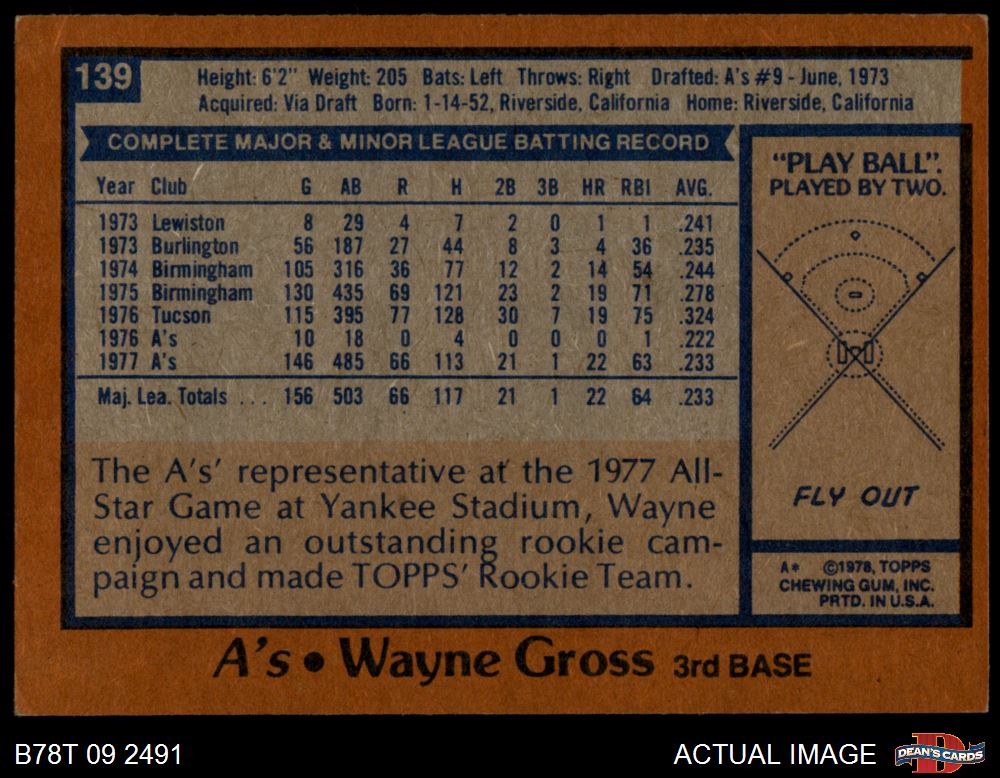 139
Height: 6'2" Weight: 205 Bats: Left Throws: Right Drafted: A's #9 - June, 1973
Acquired: Via Draft Born: 1-14-52, Riverside, California Home: Riverside, California
COMPLETE MAJOR & MINOR LEAGUE BATTING RECORD
Year Club G AB R H 2B 3B HR RBI AVG.
1973 Lewiston 8 29 4 7 2 0 1 1 .241
1973 Burlington 56 187 27 44 8 3 4 36 .235
1974 Birmingham 105 316 36 77 12 2 14 54 .244
1975 Birmingham 130 435 69 121 23 2 19 71 .278
1976 Tucson 115 395 77 128 30 7 19 75 .324
1976 A's 10 18 0 4 0 0 0 1 .222
1977 A's 146 485 66 113 21 1 22 63 .233
Maj. Lea. Totals ... 156 503 66 117 21 1 22 64 .233
The A's' representative at the 1977 All-
Star Game at Yankee Stadium, Wayne
enjoyed an outstanding rookie cam-
paign and made TOPPS' Rookie Team.
"PLAY BALL".
PLAYED BY TWO.
FLY OUT
A* ©1978, TOPPS
CHEWING GUM, INC.
PRTD. IN U.S.A.
A's • Wayne Gross 3rd BASE
B78T 09 2491
ACTUAL IMAGE
DEAN'S CARDS